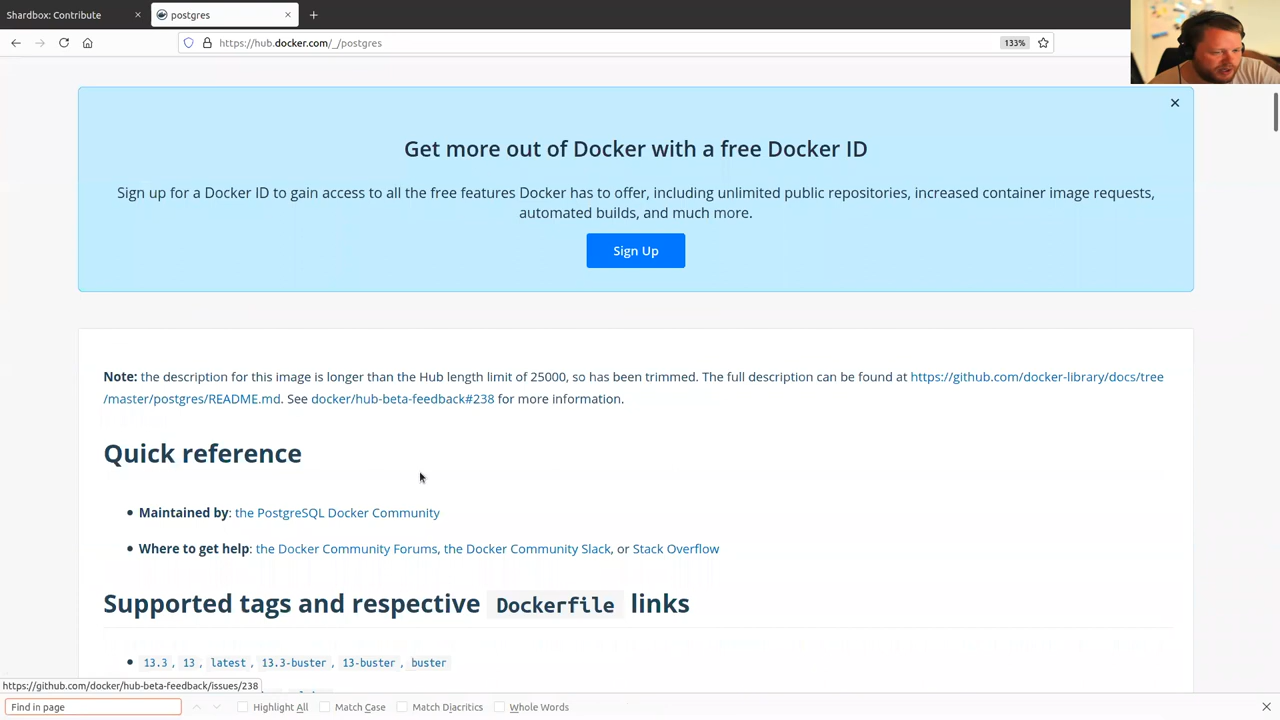 Shardbox: Contribute
postgres
https://hub.docker.com/_/postgres
133%
Get more out of Docker with a free Docker ID
Sign up for a Docker ID to gain access to all the free features Docker has to offer, including unlimited public repositories, increased container image requests,
automated builds, and much more.
Sign Up
Note: the description for this image is longer than the Hub length limit of 25000, so has been trimmed. The full description can be found at https://github.com/docker-library/docs/tree
/master/postgres/README.md. See docker/hub-beta-feedback#238 for more information.
Quick reference
• Maintained by: the PostgreSQL Docker Community
• Where to get help: the Docker Community Forums, the Docker Community Slack, or Stack Overflow
Supported tags and respective Dockerfile links
• 13.3, 13, latest, 13.3-buster, 13-buster, buster
https://github.com/docker/hub-beta-feedback/issues/238
Find in page
Highlight All
Match Case
Match Diacritics
Whole Words